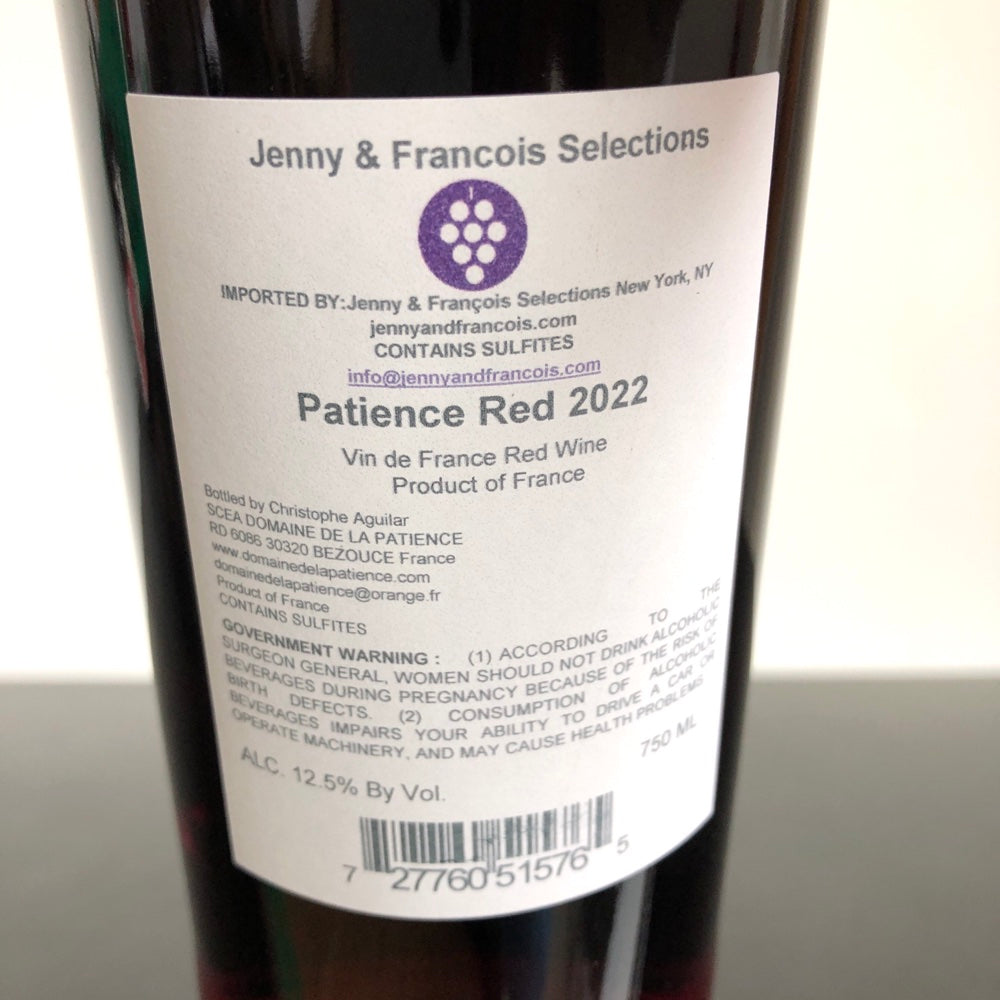 Jenny & Francois Selections
IMPORTED BY:Jenny & François Selections New York, NY
jennyandfrancois.com
CONTAINS SULFITES
info@jennyandfrancois.com
Patience Red 2022
Vin de France Red Wine
Product of France
Bottled by Christophe Aguilar
SCEA DOMAINE DE LA PATIENCE
RD 6086 30320 BEZOUCE France
www.domainedelapatience.com
domainedelapatience@orange.fr
Product of France
CONTAINS SULFITES
GOVERNMENT WARNING : (1) ACCORDING TO THE
SURGEON GENERAL, WOMEN SHOULD NOT DRINK ALCOHOLIC
BEVERAGES DURING PREGNANCY BECAUSE OF THE RISK OF
BIRTH DEFECTS. (2) CONSUMPTION OF ALCOHOLIC
BEVERAGES IMPAIRS YOUR ABILITY TO DRIVE A CAR OR
OPERATE MACHINERY, AND MAY CAUSE HEALTH PROBLEMS
750 ML
ALC. 12.5% By Vol.
7 27760 51576 5